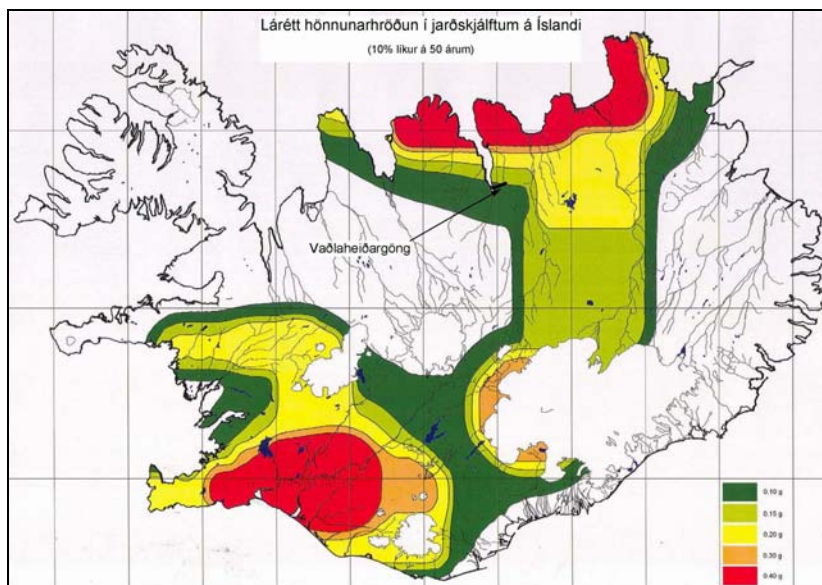 Lárétt hönnunarhröðun í jarðskjálftum á Íslandi
(10% líkur á 50 árum)
Vaðlaheiðargöng
0.10 g
0.15 g
0.20 g
0.30 g
0.40 g